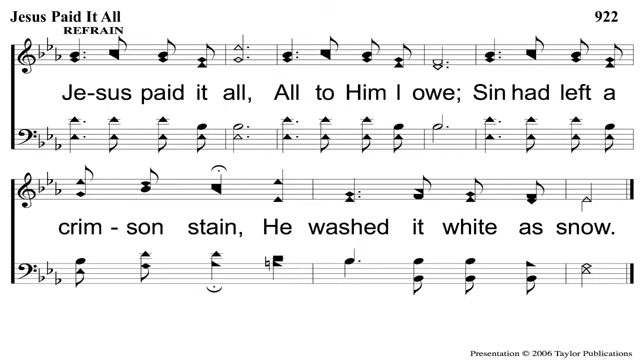 Jesus Paid It All 922
REFRAIN
Je-sus paid it all, All to Him I owe; Sin had left a
crim - son stain, He washed it white as snow.
Presentation © 2006 Taylor Publications